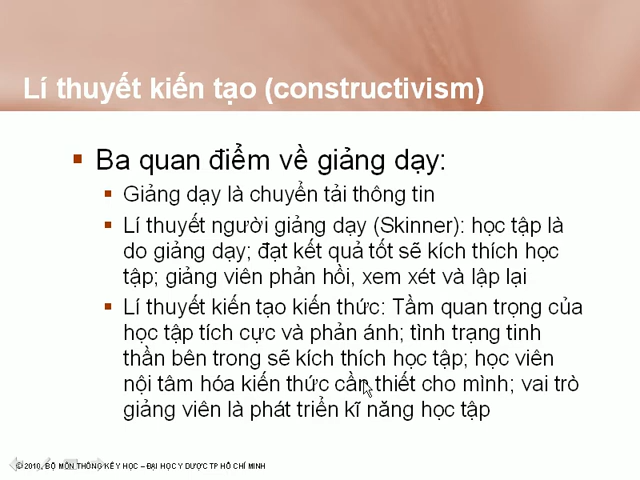 Lí thuyết kiến tạo (constructivism)
Ba quan điểm về giảng dạy:
Giảng dạy là chuyển tải thông tin
Lí thuyết người giảng dạy (Skinner): học tập là
do giảng dạy; đạt kết quả tốt sẽ kích thích học
tập; giảng viên phản hồi, xem xét và lập lại
Lí thuyết kiến tạo kiến thức: Tầm quan trọng của
học tập tích cực và phản ánh; tình trạng tinh
thần bên trong sẽ kích thích học tập; học viên
nội tâm hóa kiến thức cần thiết cho mình; vai trò
giảng viên là phát triển kĩ năng học tập
© 2010, BỘ MÔN THỐNG KÊ Y HỌC – ĐẠI HỌC Y DƯỢC TP HỒ CHÍ MINH